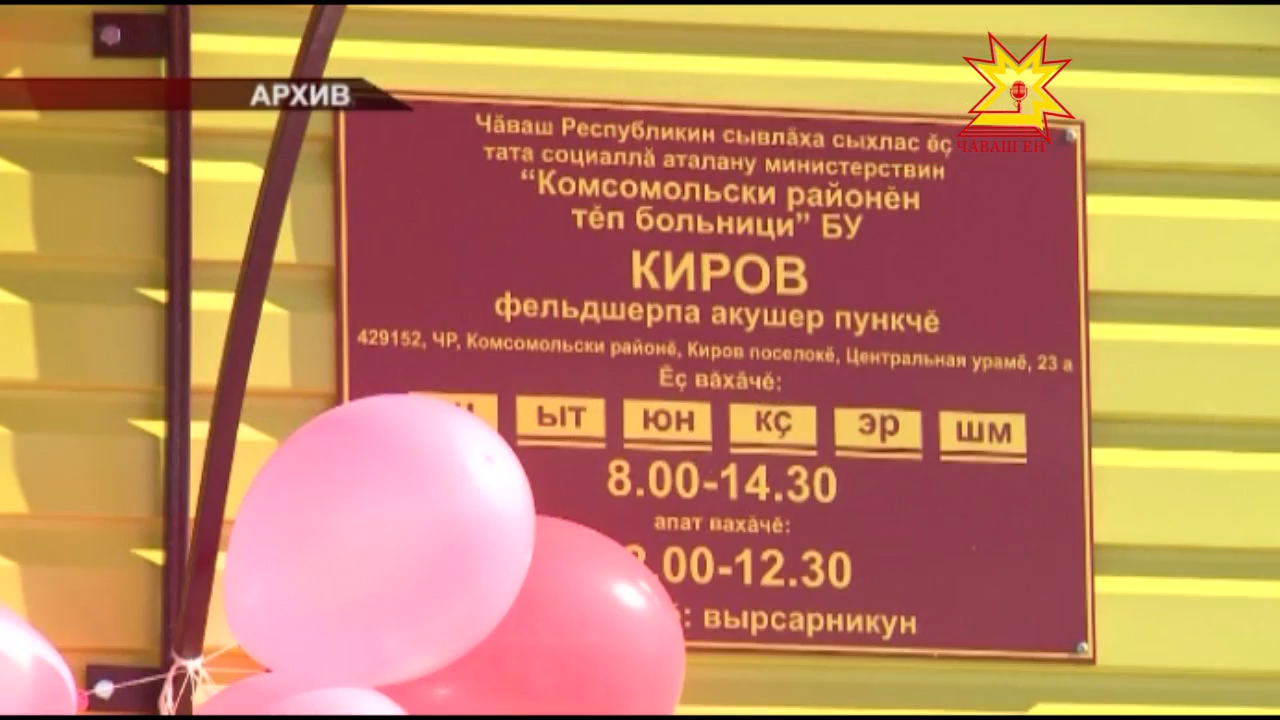 АРХИВ
ЧĂВАШ ЕН
Чăваш Республикин сывлăха сыхлас ĕç
тата социаллă аталану министерствин
“Комсомольски районĕн
тĕп больници” БУ
КИРОВ
фельдшерпа акушер пункчĕ
429152, ЧР, Комсомольски районĕ, Киров поселокĕ, Центральная урамĕ, 23 а
Ĕç вăхăчĕ:
ыт юн кç эр шм
8.00-14.30
апат вахăчĕ:
.00-12.30
вырсарникун